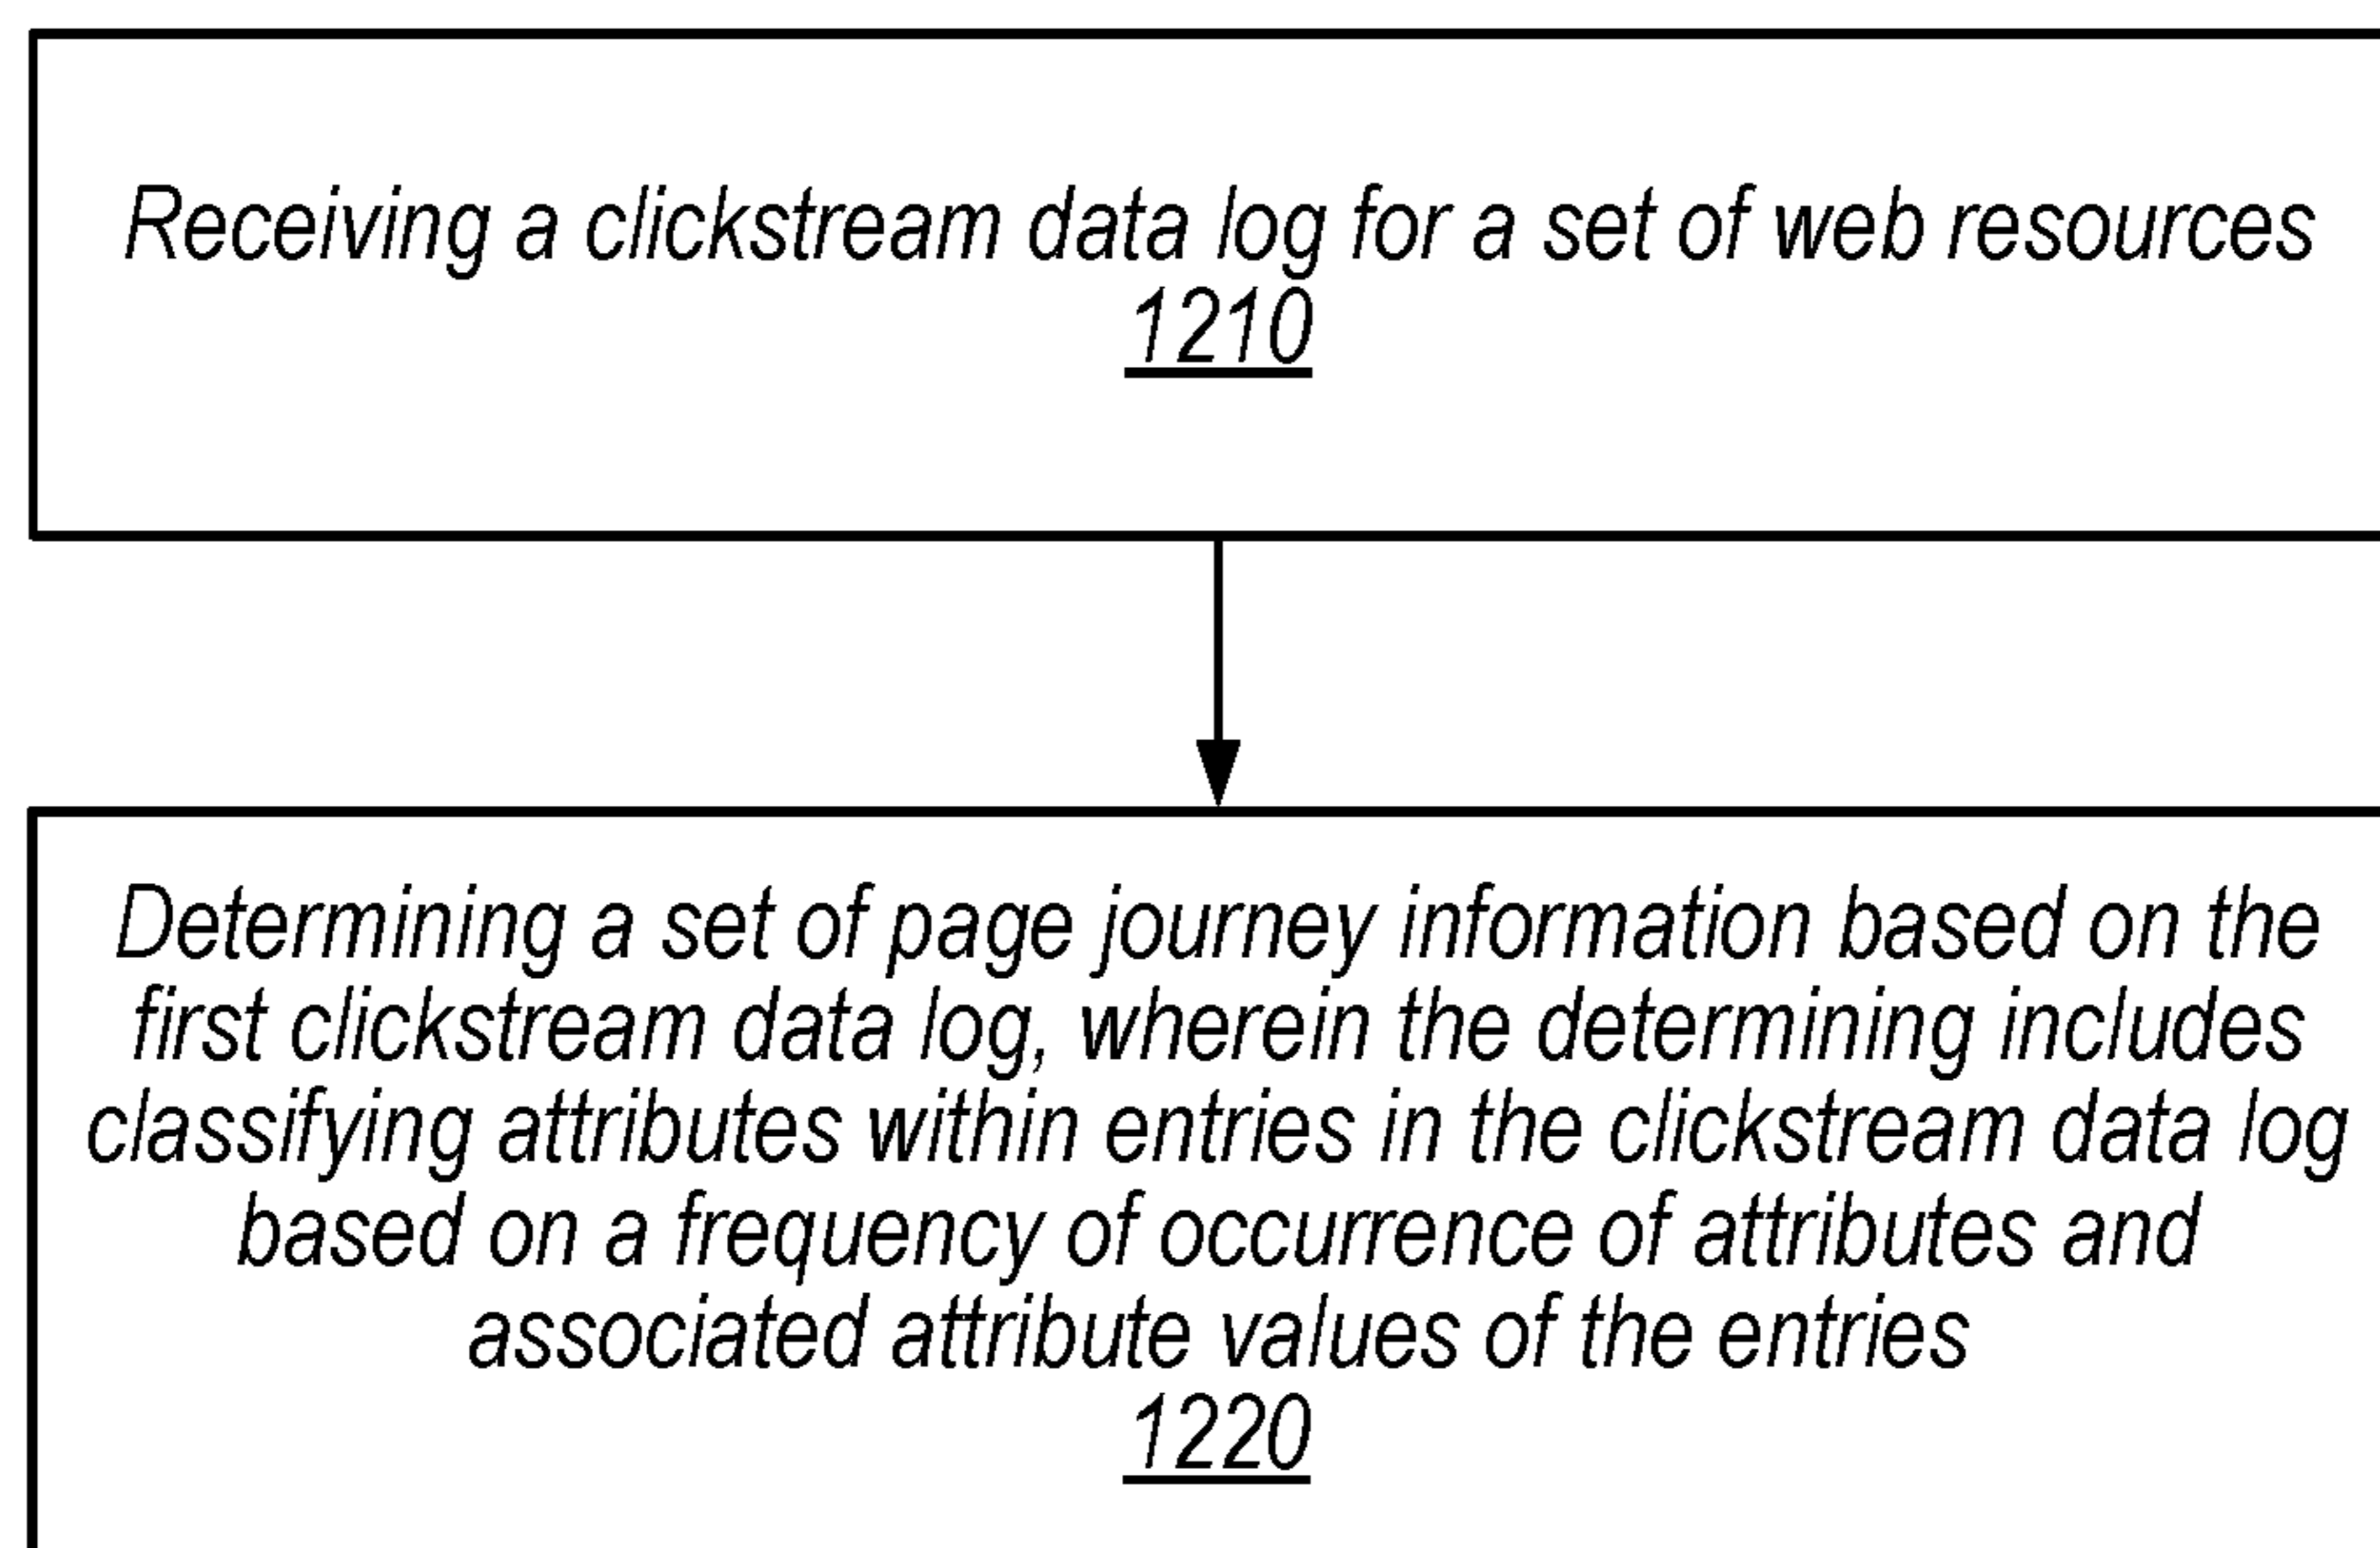 Receiving a clickstream data log for a set of web resources
1210
Determining a set of page journey information based on the
first clickstream data log, wherein the determining includes
classifying attributes within entries in the clickstream data log
based on a frequency of occurrence of attributes and
associated attribute values of the entries
1220